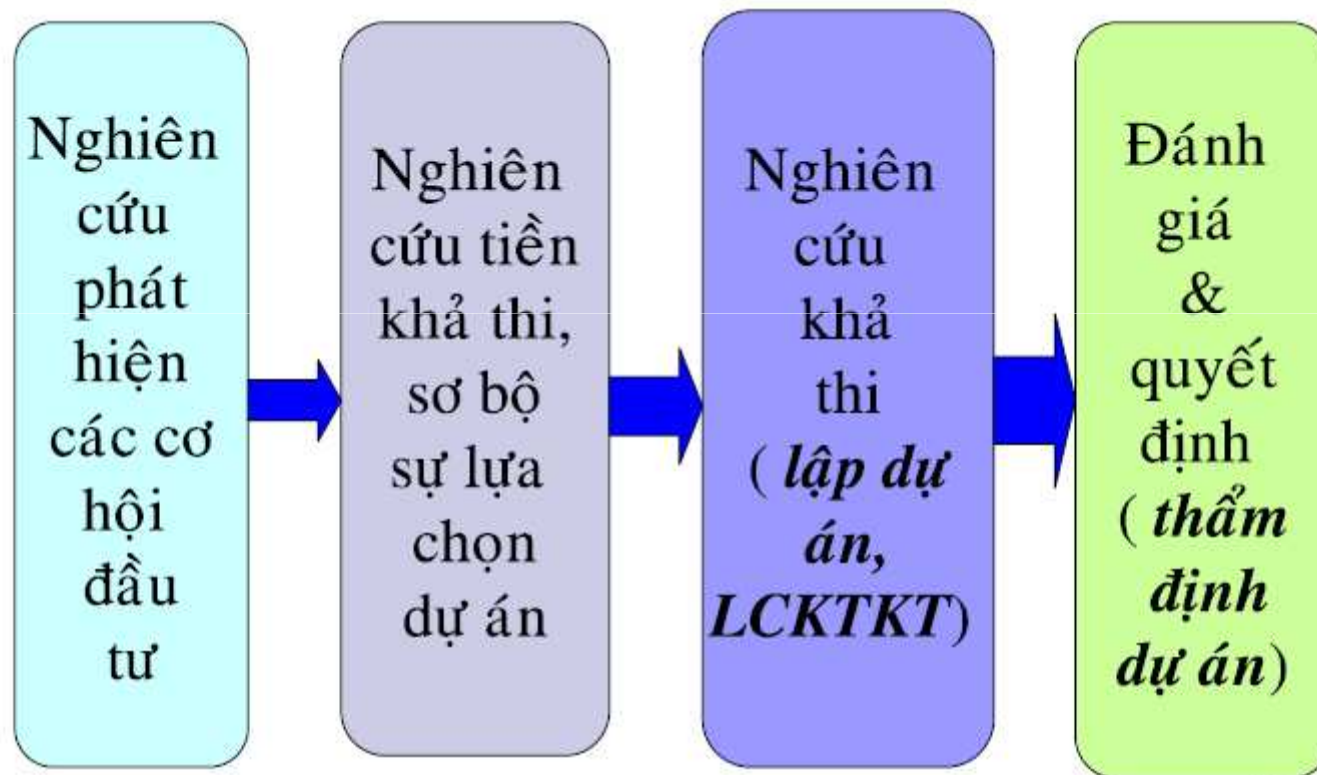 Nghiên
cứu
phát
hiện
các cơ
hội
đầu
tư
Nghiên
cứu tiền
khả thi,
sơ bộ
sự lựa
chọn
dự án
Nghiên
cứu
khả
thi
( lập dự
án,
LCKTKT)
Đánh
giá
&
quyết
định
( thẩm
định
dự án)